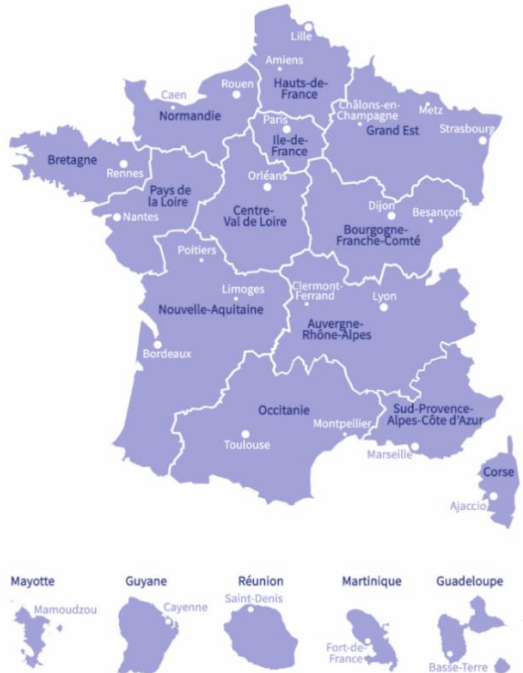 Lille
Amiens
Hauts-de-
France
Rouen
Caen
Normandie
Paris
Ile-de-
France
Châlons-en-
Champagne
Metz
Grand Est
Strasbourg
Bretagne
Rennes
Pays de
la Loire
Nantes
Orléans
Centre-
Val de Loire
Dijon
Besançon
Bourgogne-
Franche-Comté
Poitiers
Limoges
Nouvelle-Aquitaine
Bordeaux
Clermont-
Ferrand
Lyon
Auvergne-
Rhône-Alpes
Occitanie
Toulouse
Montpellier
Sud-Provence-
Alpes-Côte d'Azur
Marseille
Corse
Ajaccio
Mayotte
Mamoudzou
Guyane
Cayenne
Réunion
Saint-Denis
Martinique
Fort-de-
France
Guadeloupe
Basse-Terre